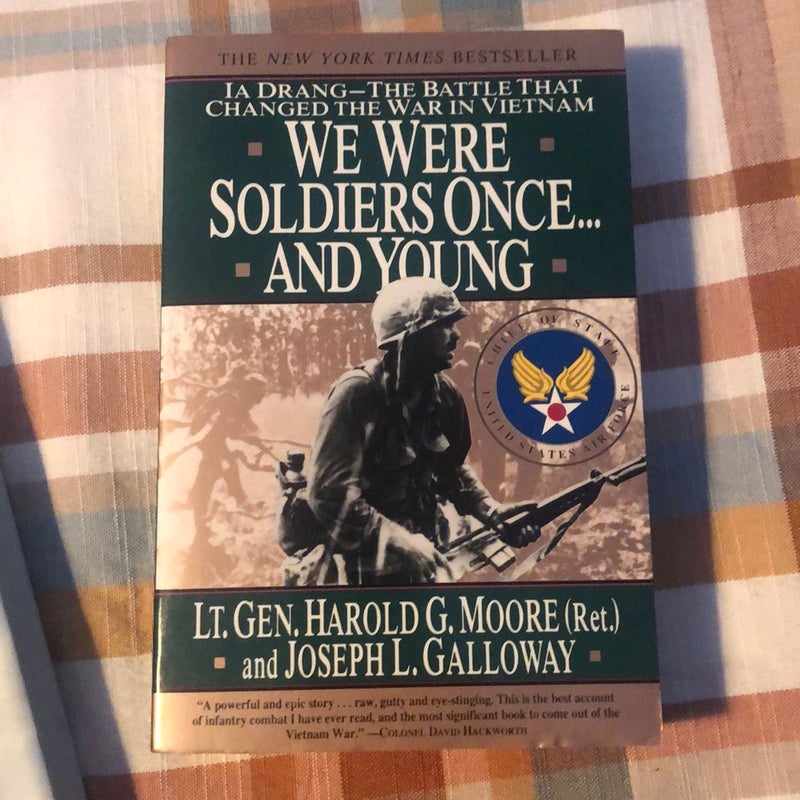 THE NEW YORK TIMES BESTSELLER
IA DRANG—THE BATTLE THAT
CHANGED THE WAR IN VIETNAM
WE WERE
SOLDIERS ONCE...
AND YOUNG
CHIEF OF STAFF
UNITED STATES AIR FORCE
LT. GEN. HAROLD G. MOORE (Ret.)
and JOSEPH L. GALLOWAY
“A powerful and epic story . . . raw, gutty and eye-stinging. This is the best account
of infantry combat I have ever read, and the most significant book to come out of the
Vietnam War.” —COLONEL DAVID HACKWORTH